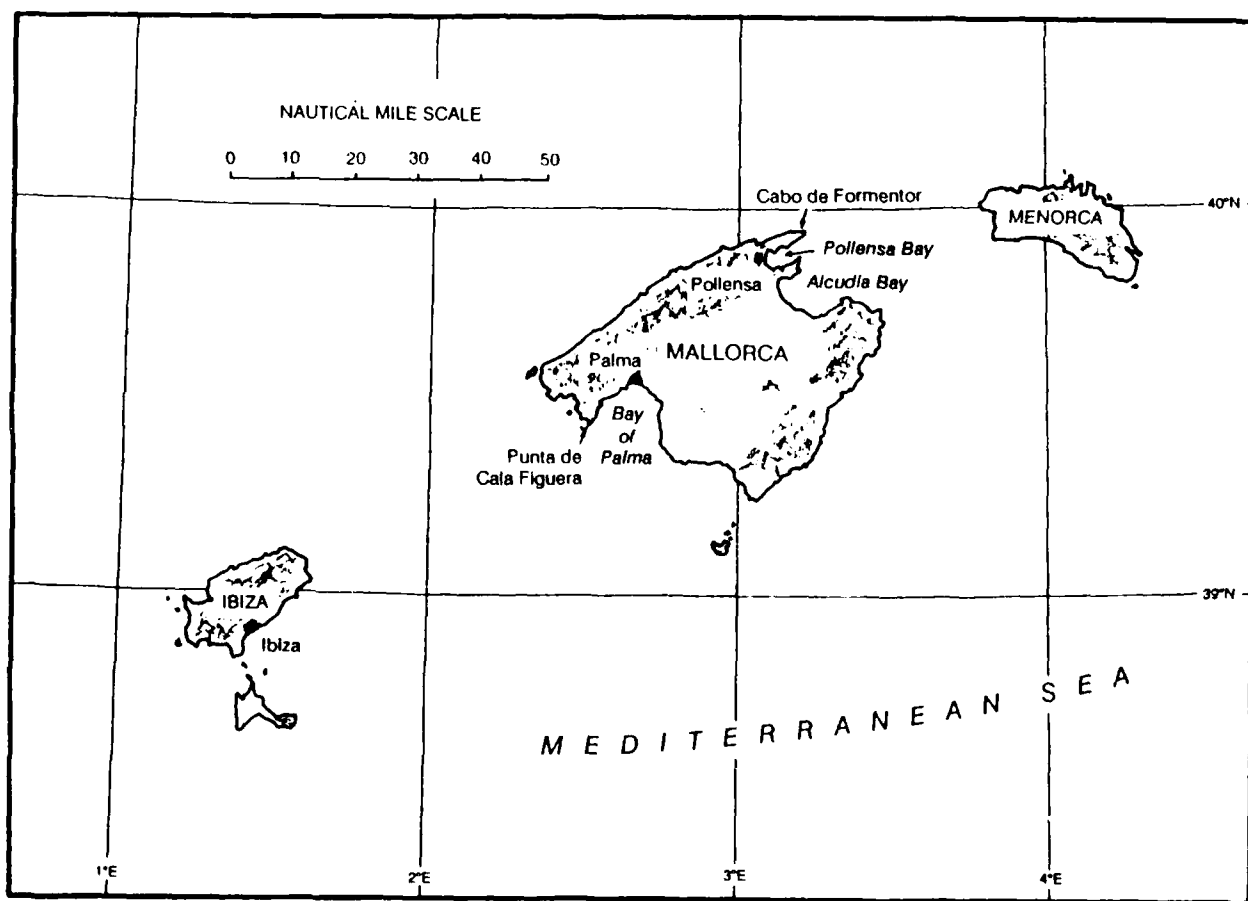 NAUTICAL MILE SCALE
0 10 20 30 40 50
Cabo de Formentor
40°N
MENORCA
Pollensa Bay
Pollensa
Alcudia Bay
Palma
MALLORCA
Bay
of
Palma
Punta de
Cala Figuera
IBIZA
39°N
Ibiza
MEDITERRANEAN SEA
1°E
2°E
3°E
4°E